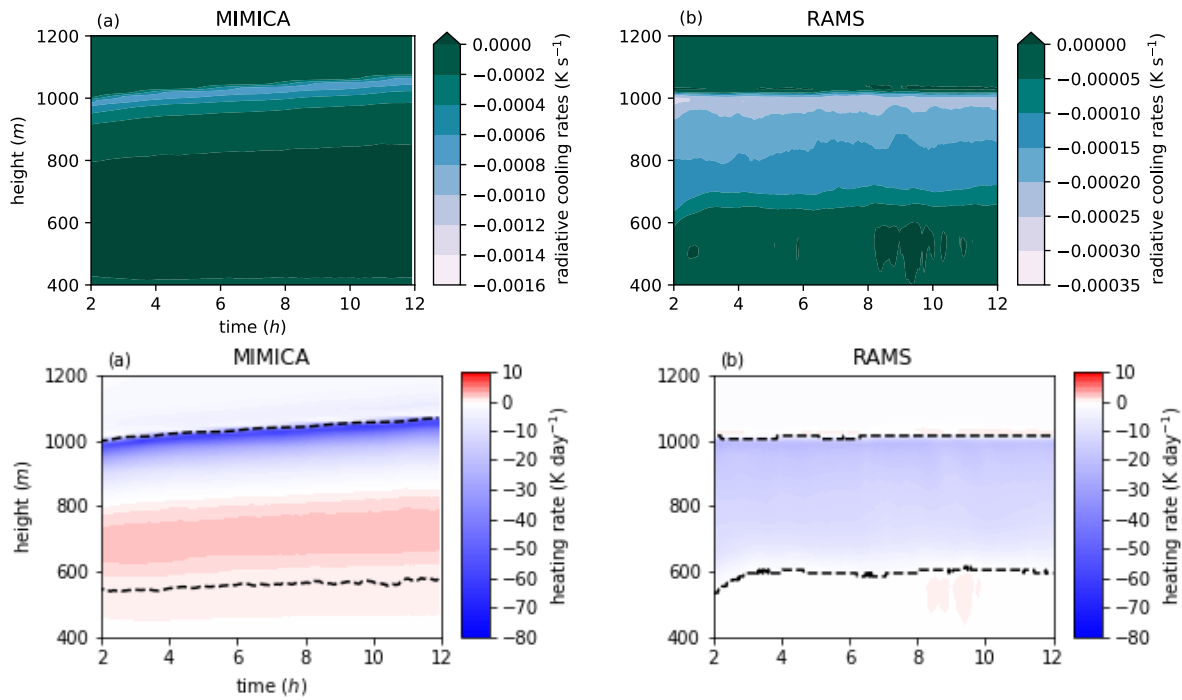 (a)
MIMICA
1200
1000
800
600
400
2 4 6 8 10 12
height (m)
time (h)
0.0000
−0.0002
−0.0004
−0.0006
−0.0008
−0.0010
−0.0012
−0.0014
−0.0016
radiative cooling rates (K s⁻¹)
(b)
RAMS
1200
1000
800
600
400
2 4 6 8 10 12
0.00000
−0.00005
−0.00010
−0.00015
−0.00020
−0.00025
−0.00030
−0.00035
radiative cooling rates (K s⁻¹)
(a)
MIMICA
1200
1000
800
600
400
2 4 6 8 10 12
height (m)
time (h)
10
0
−10
−20
−30
−40
−50
−60
−70
−80
heating rate (K day⁻¹)
(b)
RAMS
1200
1000
800
600
400
2 4 6 8 10 12
10
0
−10
−20
−30
−40
−50
−60
−70
−80
heating rate (K day⁻¹)